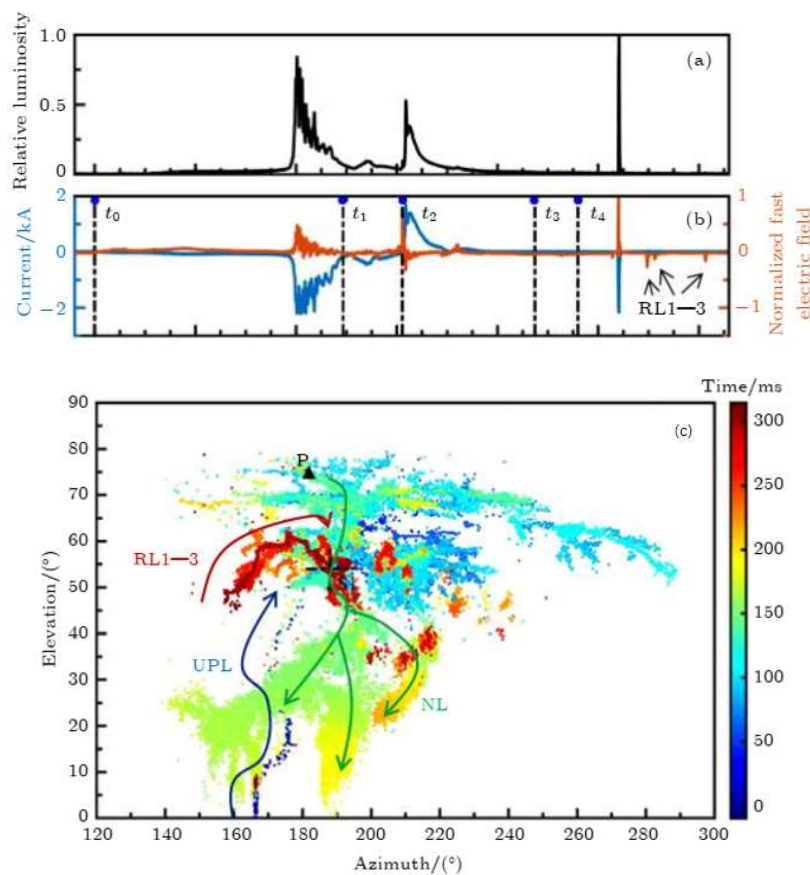 (a)
Relative luminosity
1.0
0.5
0
(b)
Current/kA
2
0
−2
t0
t1
t2
t3
t4
RL1—3
1
0
−1
Normalized fast
electric field
(c)
Elevation/(°)
90
80
70
60
50
40
30
20
10
0
P
RL1—3
UPL
NL
120
140
160
180
200
220
240
260
280
300
Azimuth/(°)
Time/ms
300
250
200
150
100
50
0